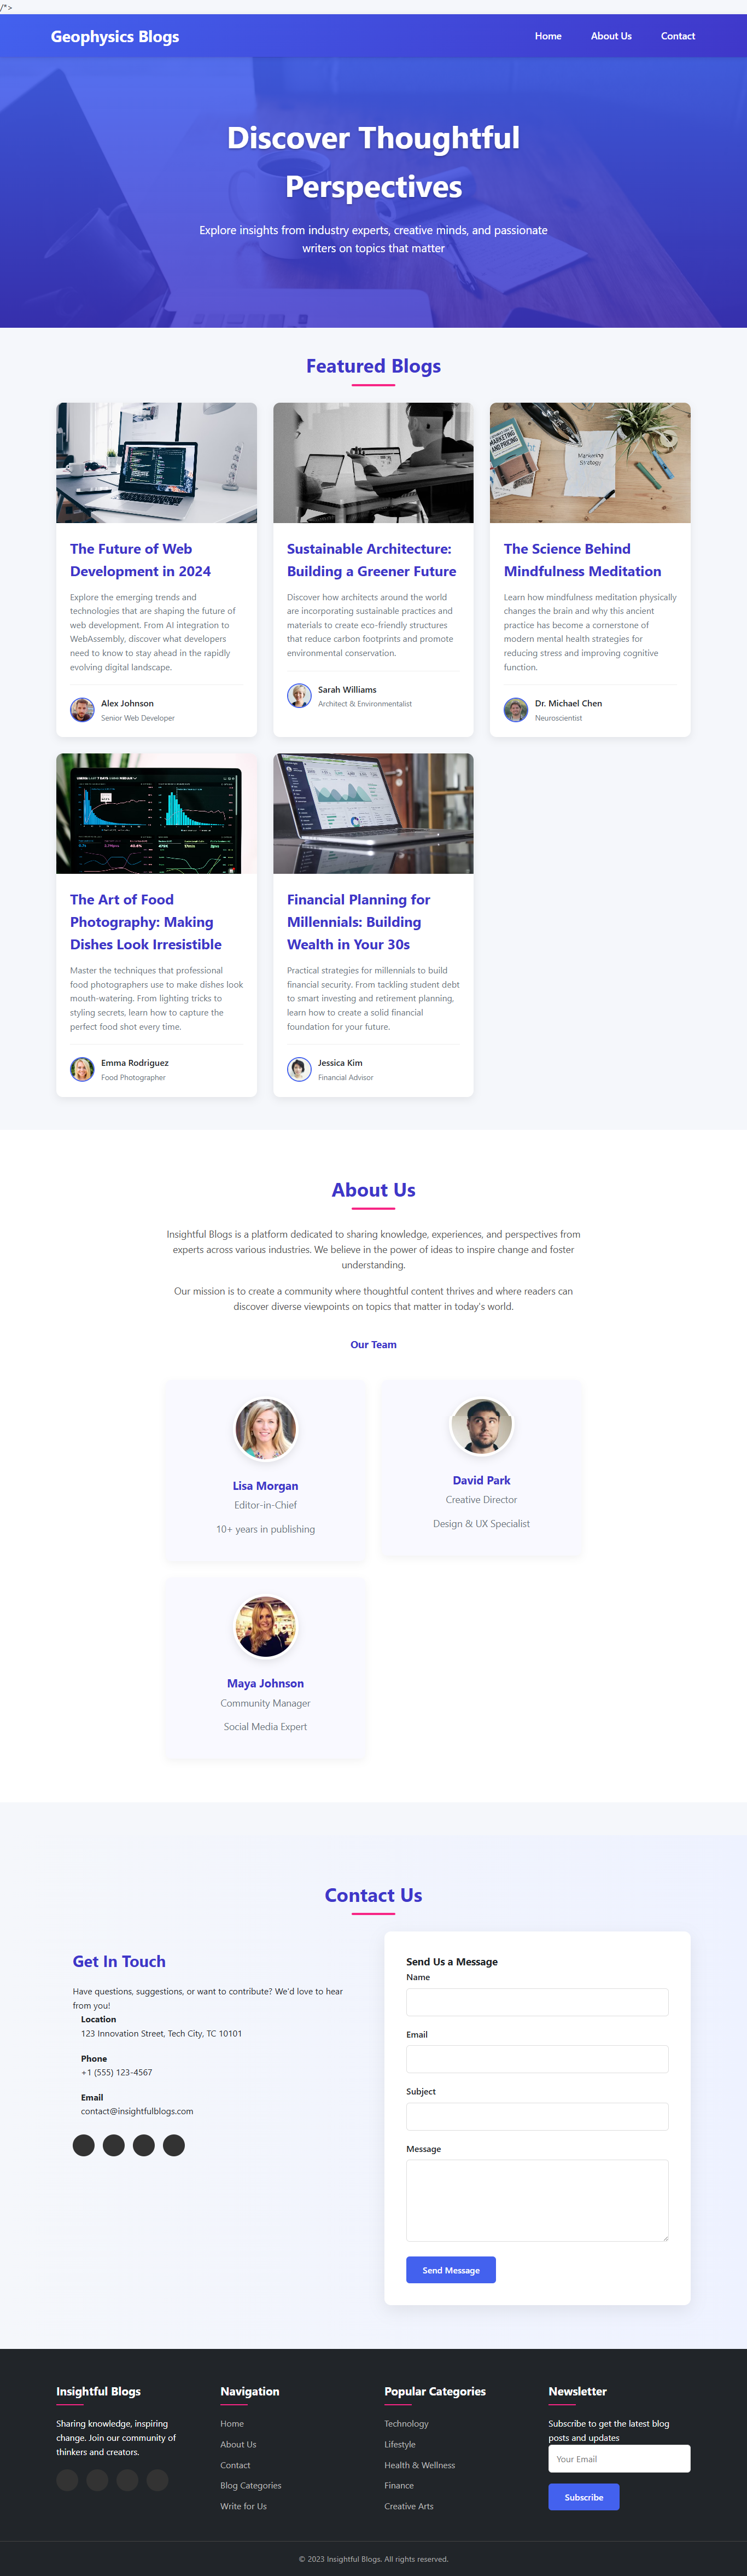 /*>
Geophysics Blogs
Home
About Us
Contact
Discover Thoughtful
Perspectives
Explore insights from industry experts, creative minds, and passionate
writers on topics that matter
Featured Blogs
MARKETING
AND PRICING
Marketing
Strategy
The Future of Web
Development in 2024
Explore the emerging trends and
technologies that are shaping the future of
web development. From AI integration to
WebAssembly, discover what developers
need to know to stay ahead in the rapidly
evolving digital landscape.
Alex Johnson
Senior Web Developer
Sustainable Architecture:
Building a Greener Future
Discover how architects around the world
are incorporating sustainable practices and
materials to create eco-friendly structures
that reduce carbon footprints and promote
environmental conservation.
Sarah Williams
Architect & Environmentalist
The Science Behind
Mindfulness Meditation
Learn how mindfulness meditation physically
changes the brain and why this ancient
practice has become a cornerstone of
modern mental health strategies for
reducing stress and improving cognitive
function.
Dr. Michael Chen
Neuroscientist
The Art of Food
Photography: Making
Dishes Look Irresistible
Master the techniques that professional
food photographers use to make dishes look
mouth-watering. From lighting tricks to
styling secrets, learn how to capture the
perfect food shot every time.
Emma Rodriguez
Food Photographer
Financial Planning for
Millennials: Building
Wealth in Your 30s
Practical strategies for millennials to build
financial security. From tackling student debt
to smart investing and retirement planning,
learn how to create a solid financial
foundation for your future.
Jessica Kim
Financial Advisor
About Us
Insightful Blogs is a platform dedicated to sharing knowledge, experiences, and perspectives from
experts across various industries. We believe in the power of ideas to inspire change and foster
understanding.
Our mission is to create a community where thoughtful content thrives and where readers can
discover diverse viewpoints on topics that matter in today's world.
Our Team
Lisa Morgan
Editor-in-Chief
10+ years in publishing
David Park
Creative Director
Design & UX Specialist
Maya Johnson
Community Manager
Social Media Expert
Contact Us
Get In Touch
Have questions, suggestions, or want to contribute? We'd love to hear
from you!
Location
123 Innovation Street, Tech City, TC 10101
Phone
+1 (555) 123-4567
Email
contact@insightfulblogs.com
Send Us a Message
Name
Email
Subject
Message
Send Message
Insightful Blogs
Sharing knowledge, inspiring
change. Join our community of
thinkers and creators.
Navigation
Home
About Us
Contact
Blog Categories
Write for Us
Popular Categories
Technology
Lifestyle
Health & Wellness
Finance
Creative Arts
Newsletter
Subscribe to get the latest blog
posts and updates
Your Email
Subscribe
© 2023 Insightful Blogs. All rights reserved.